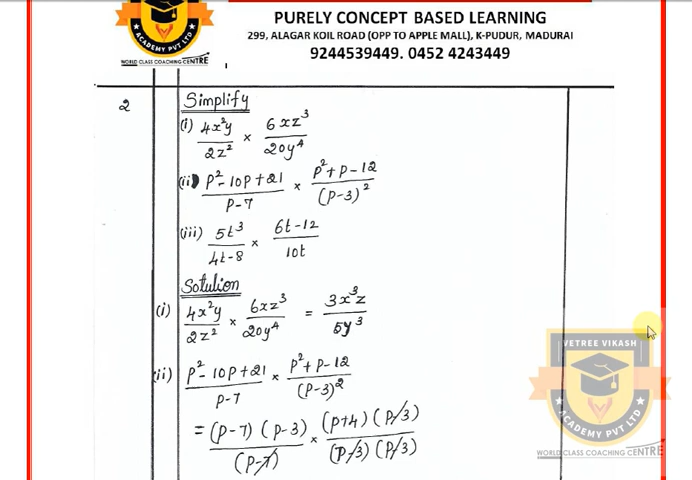 PURELY CONCEPT BASED LEARNING
299, ALAGAR KOIL ROAD (OPP TO APPLE MALL), K-PUDUR, MADURAI
9244539449. 0452 4243449
ACADEMY PVT LTD
WORLD CLASS COACHING CENTRE
2 Simplify
(i) 4x²y/2z² × 6xz³/20y⁴
(ii) P²-10P+21/P-7 × P²+P-12/(P-3)²
(iii) 5t³/4t-8 × 6t-12/10t
Solution
(i) 4x²y/2z² × 6xz³/20y⁴ = 3x³z/5y³
VETREE VIKASH
ACADEMY PVT LTD
WORLD CLASS COACHING CENTRE
(ii) P²-10P+21/P-7 × P²+P-12/(P-3)²
= (P-7)(P-3)/(P-7) × (P+4)(P-3)/(P-3)(P-3)